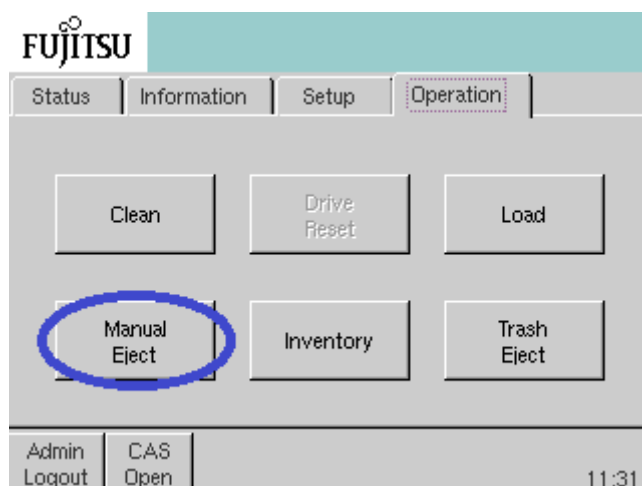 FUJITSU
Status Information Setup Operation
Clean
Drive
Reset
Load
Manual
Eject
Inventory
Trash
Eject
Admin
Logout
CAS
Open
11:31